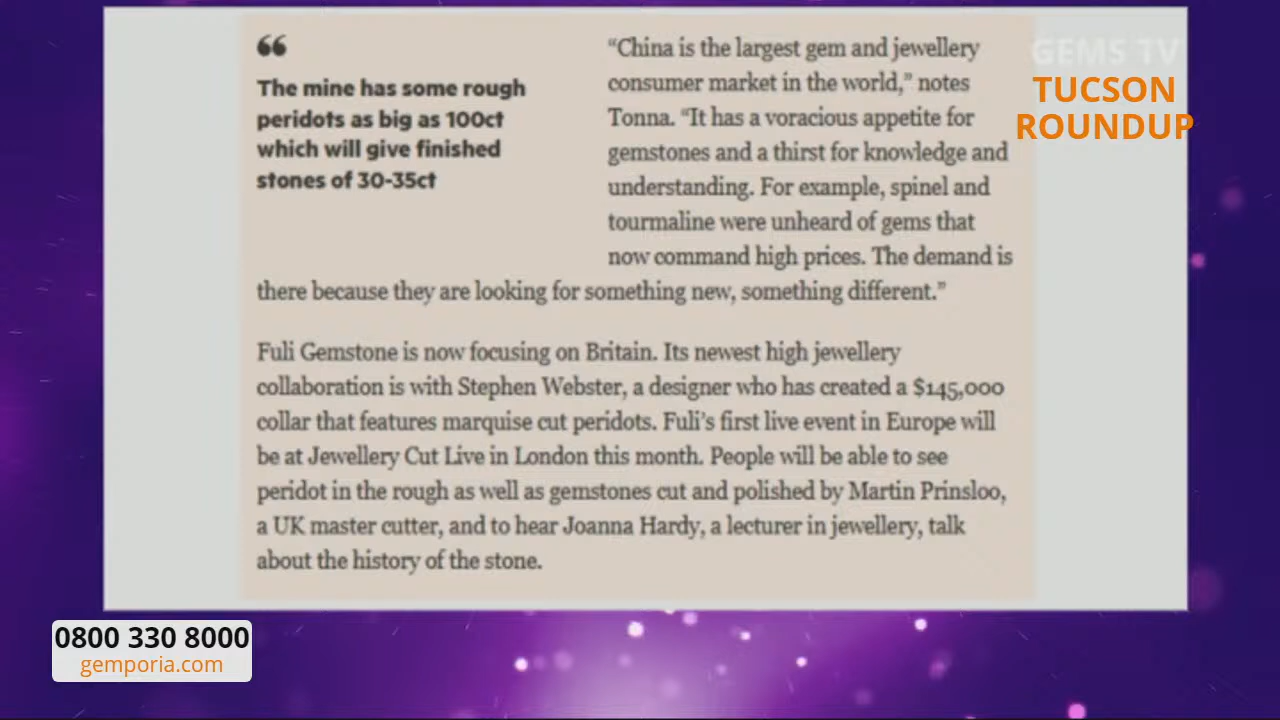 ❝
The mine has some rough
peridots as big as 100ct
which will give finished
stones of 30-35ct
“China is the largest gem and jewellery
consumer market in the world,” notes
Tonna. “It has a voracious appetite for
gemstones and a thirst for knowledge and
understanding. For example, spinel and
tourmaline were unheard of gems that
now command high prices. The demand is
there because they are looking for something new, something different.”
Fuli Gemstone is now focusing on Britain. Its newest high jewellery
collaboration is with Stephen Webster, a designer who has created a $145,000
collar that features marquise cut peridots. Fuli’s first live event in Europe will
be at Jewellery Cut Live in London this month. People will be able to see
peridot in the rough as well as gemstones cut and polished by Martin Prinsloo,
a UK master cutter, and to hear Joanna Hardy, a lecturer in jewellery, talk
about the history of the stone.
GEMS TV
TUCSON
ROUNDUP
0800 330 8000
gemporia.com